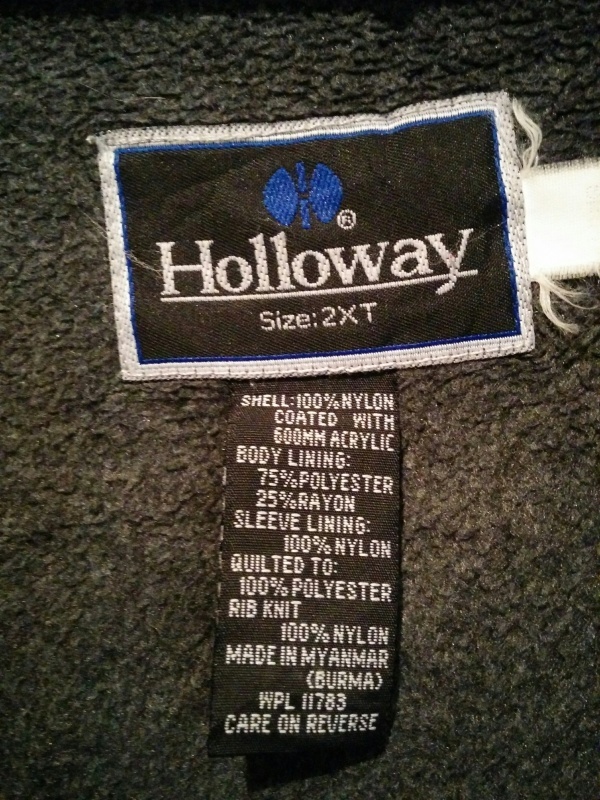 ®
Holloway
Size: 2XT
SHELL: 100% NYLON
COATED WITH
600MM ACRYLIC
BODY LINING:
75% POLYESTER
25% RAYON
SLEEVE LINING:
100% NYLON
QUILTED TO:
100% POLYESTER
RIB KNIT
100% NYLON
MADE IN MYANMAR
(BURMA)
WPL 11783
CARE ON REVERSE